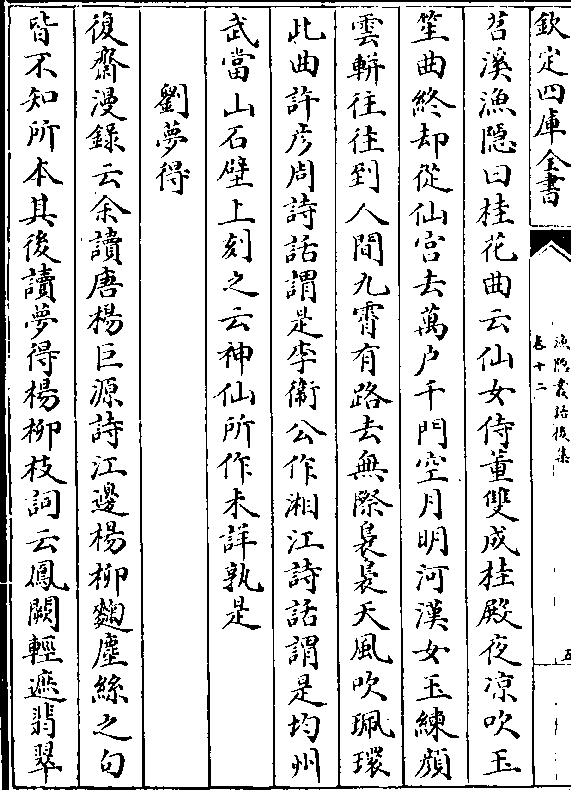 欽定四庫全書
漁隠叢話後集
卷十二
五
苕溪漁隠曰桂花曲云仙女侍董雙成桂殿夜凉吹玉
笙曲終却從仙宫去萬户千門空月明河漢女玉練顔
雲軿往往到人間九霄有路去無際裊裊天風吹珮環
此曲許彦周詩話謂是李衛公作湘江詩話謂是均州
武當山石壁上刻之云神仙所作未詳孰是
劉夢得
復齋漫錄云余讀唐楊巨源詩江邊楊柳麴塵絲之句
皆不知所本其後讀夢得楊柳枝詞云鳳闕輕遮翡翠